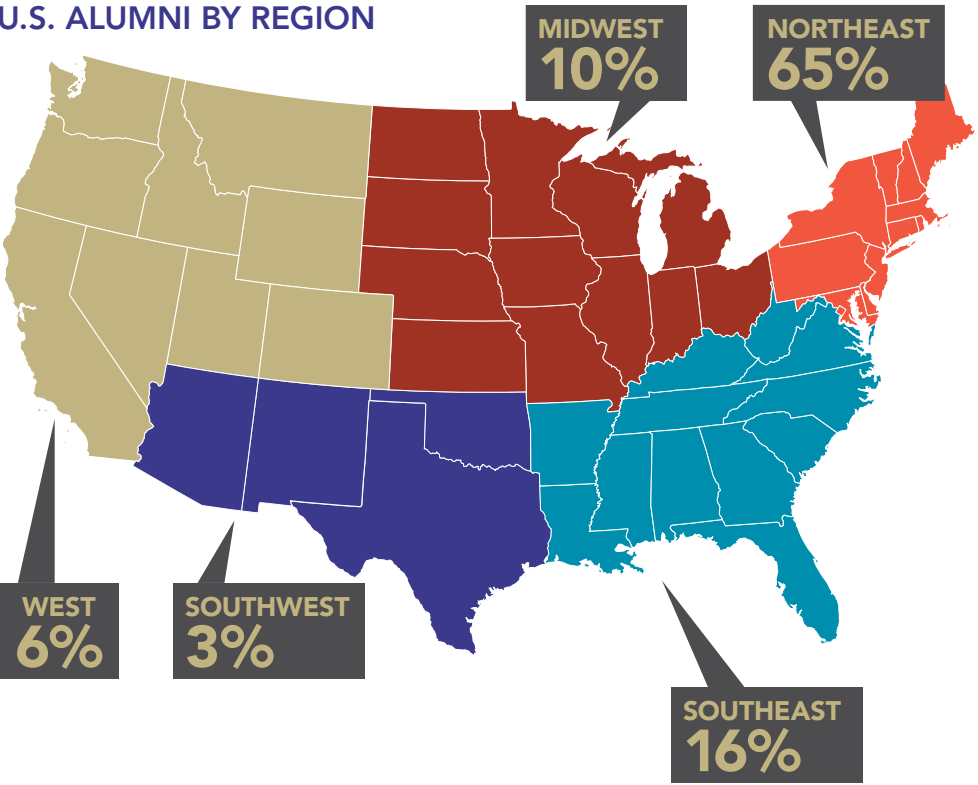 U.S. ALUMNI BY REGION
MIDWEST
10%
NORTHEAST
65%
WEST
6%
SOUTHWEST
3%
SOUTHEAST
16%